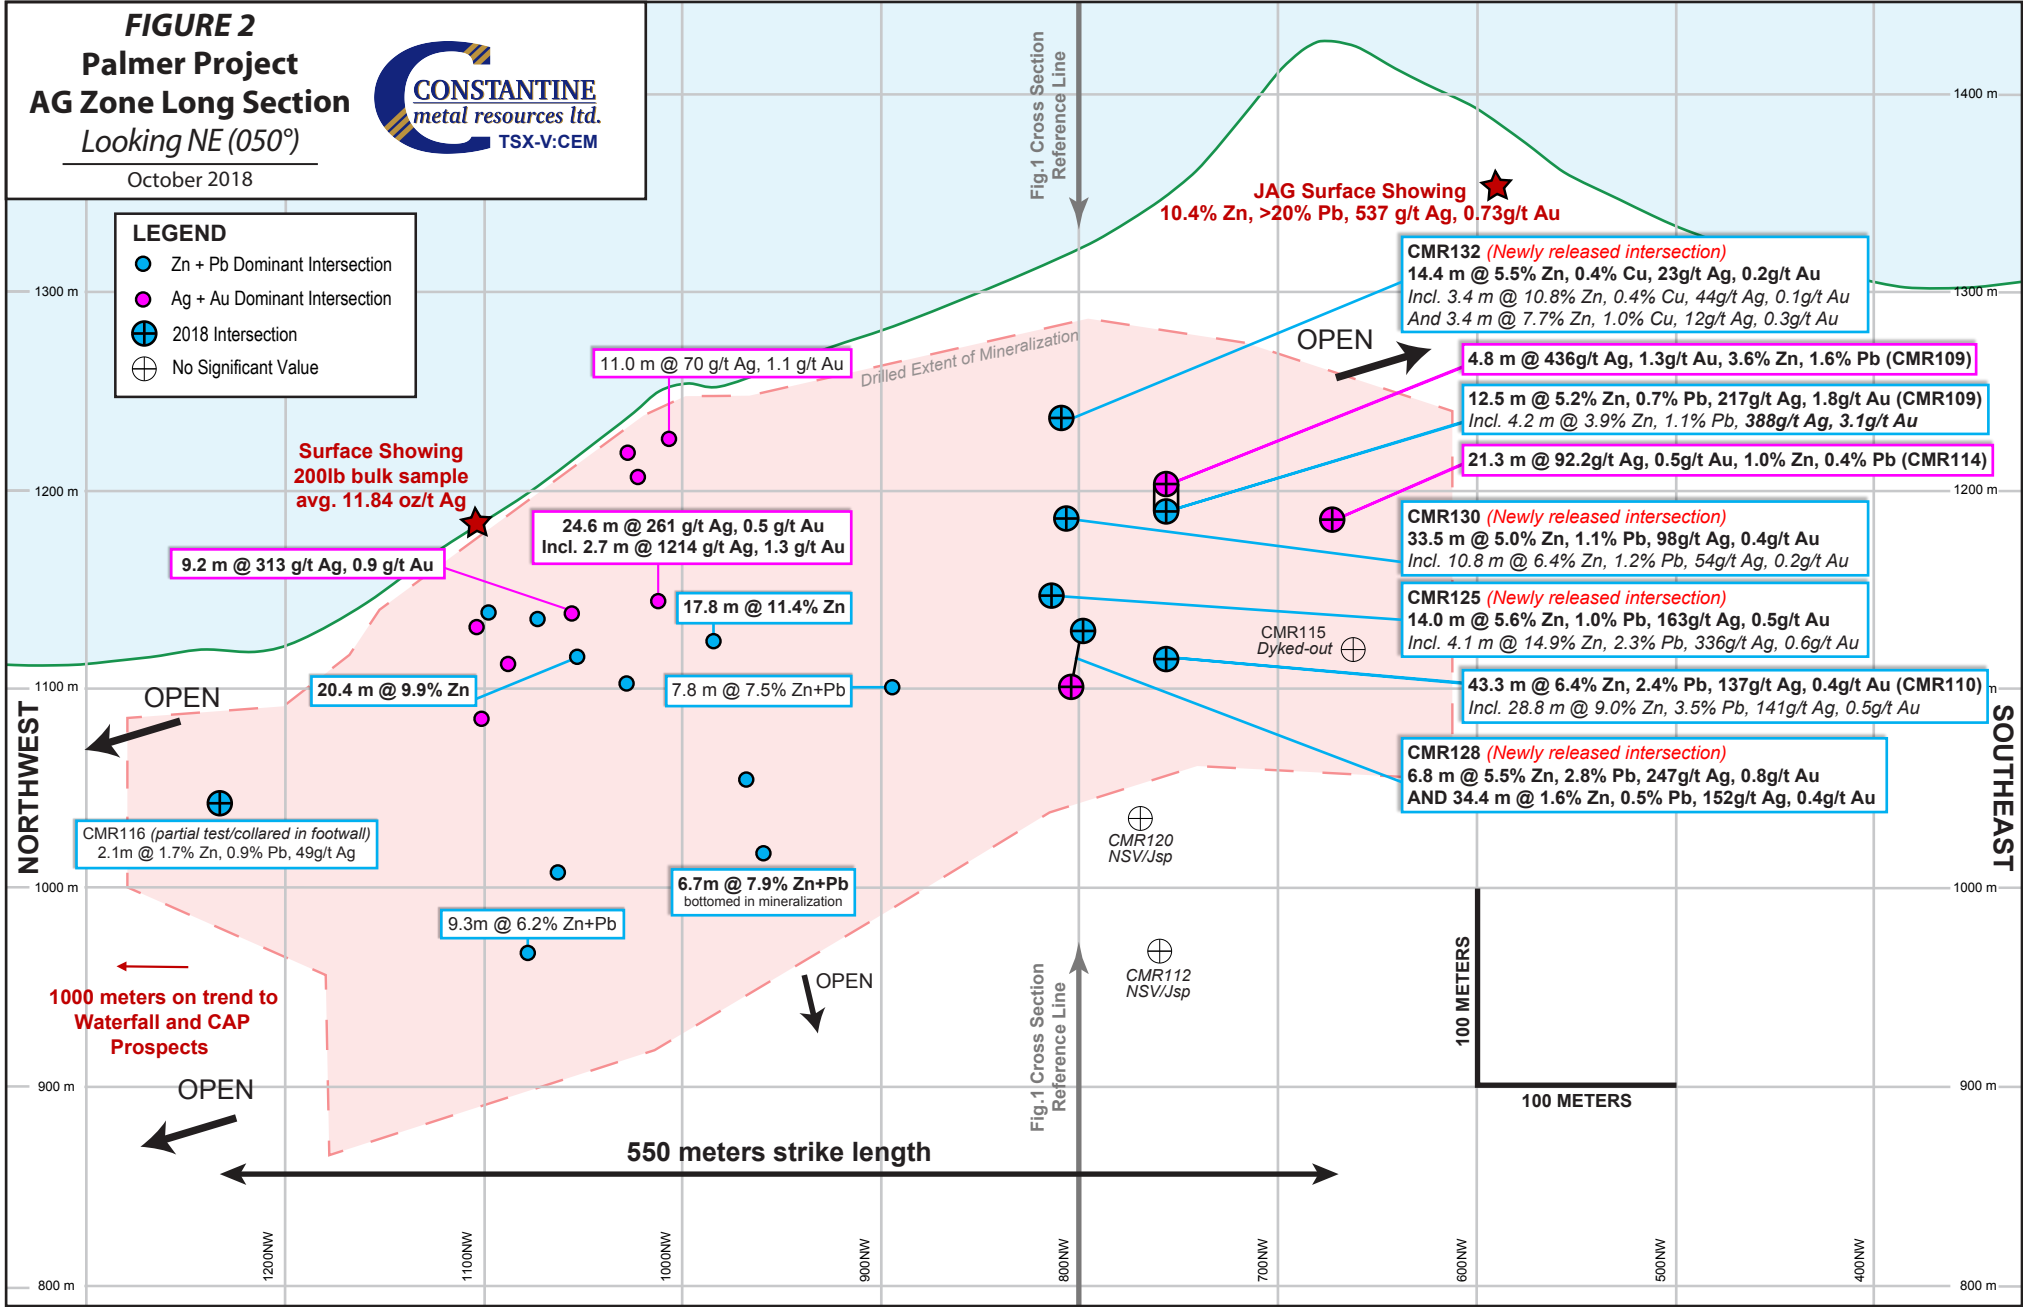 FIGURE 2
Palmer Project
AG Zone Long Section
Looking NE (050°)
October 2018
CONSTANTINE
metal resources ltd.
TSX-V:CEM
LEGEND
Zn + Pb Dominant Intersection
Ag + Au Dominant Intersection
2018 Intersection
No Significant Value
Fig.1 Cross Section
Reference Line
1400 m
JAG Surface Showing
10.4% Zn, >20% Pb, 537 g/t Ag, 0.73g/t Au
CMR132 (Newly released intersection)
14.4 m @ 5.5% Zn, 0.4% Cu, 23g/t Ag, 0.2g/t Au
Incl. 3.4 m @ 10.8% Zn, 0.4% Cu, 44g/t Ag, 0.1g/t Au
And 3.4 m @ 7.7% Zn, 1.0% Cu, 12g/t Ag, 0.3g/t Au
1300 m
1300 m
OPEN
Drilled Extent of Mineralization
11.0 m @ 70 g/t Ag, 1.1 g/t Au
4.8 m @ 436g/t Ag, 1.3g/t Au, 3.6% Zn, 1.6% Pb (CMR109)
12.5 m @ 5.2% Zn, 0.7% Pb, 217g/t Ag, 1.8g/t Au (CMR109)
Incl. 4.2 m @ 3.9% Zn, 1.1% Pb, 388g/t Ag, 3.1g/t Au
21.3 m @ 92.2g/t Ag, 0.5g/t Au, 1.0% Zn, 0.4% Pb (CMR114)
Surface Showing
200lb bulk sample
avg. 11.84 oz/t Ag
1200 m
1200 m
24.6 m @ 261 g/t Ag, 0.5 g/t Au
Incl. 2.7 m @ 1214 g/t Ag, 1.3 g/t Au
CMR130 (Newly released intersection)
33.5 m @ 5.0% Zn, 1.1% Pb, 98g/t Ag, 0.4g/t Au
Incl. 10.8 m @ 6.4% Zn, 1.2% Pb, 54g/t Ag, 0.2g/t Au
9.2 m @ 313 g/t Ag, 0.9 g/t Au
17.8 m @ 11.4% Zn
CMR125 (Newly released intersection)
14.0 m @ 5.6% Zn, 1.0% Pb, 163g/t Ag, 0.5g/t Au
Incl. 4.1 m @ 14.9% Zn, 2.3% Pb, 336g/t Ag, 0.6g/t Au
CMR115
Dyked-out
1100 m
m
OPEN
20.4 m @ 9.9% Zn
7.8 m @ 7.5% Zn+Pb
43.3 m @ 6.4% Zn, 2.4% Pb, 137g/t Ag, 0.4g/t Au (CMR110)
Incl. 28.8 m @ 9.0% Zn, 3.5% Pb, 141g/t Ag, 0.5g/t Au
NORTHWEST
SOUTHEAST
CMR128 (Newly released intersection)
6.8 m @ 5.5% Zn, 2.8% Pb, 247g/t Ag, 0.8g/t Au
AND 34.4 m @ 1.6% Zn, 0.5% Pb, 152g/t Ag, 0.4g/t Au
CMR116 (partial test/collared in footwall)
2.1m @ 1.7% Zn, 0.9% Pb, 49g/t Ag
CMR120
NSV/Jsp
1000 m
1000 m
6.7m @ 7.9% Zn+Pb
bottomed in mineralization
9.3m @ 6.2% Zn+Pb
OPEN
CMR112
NSV/Jsp
1000 meters on trend to
Waterfall and CAP
Prospects
Fig.1 Cross Section
Reference Line
100 METERS
100 METERS
900 m
900 m
OPEN
550 meters strike length
1200NW
1100NW
1000NW
900NW
800NW
700NW
600NW
500NW
400NW
800 m
800 m